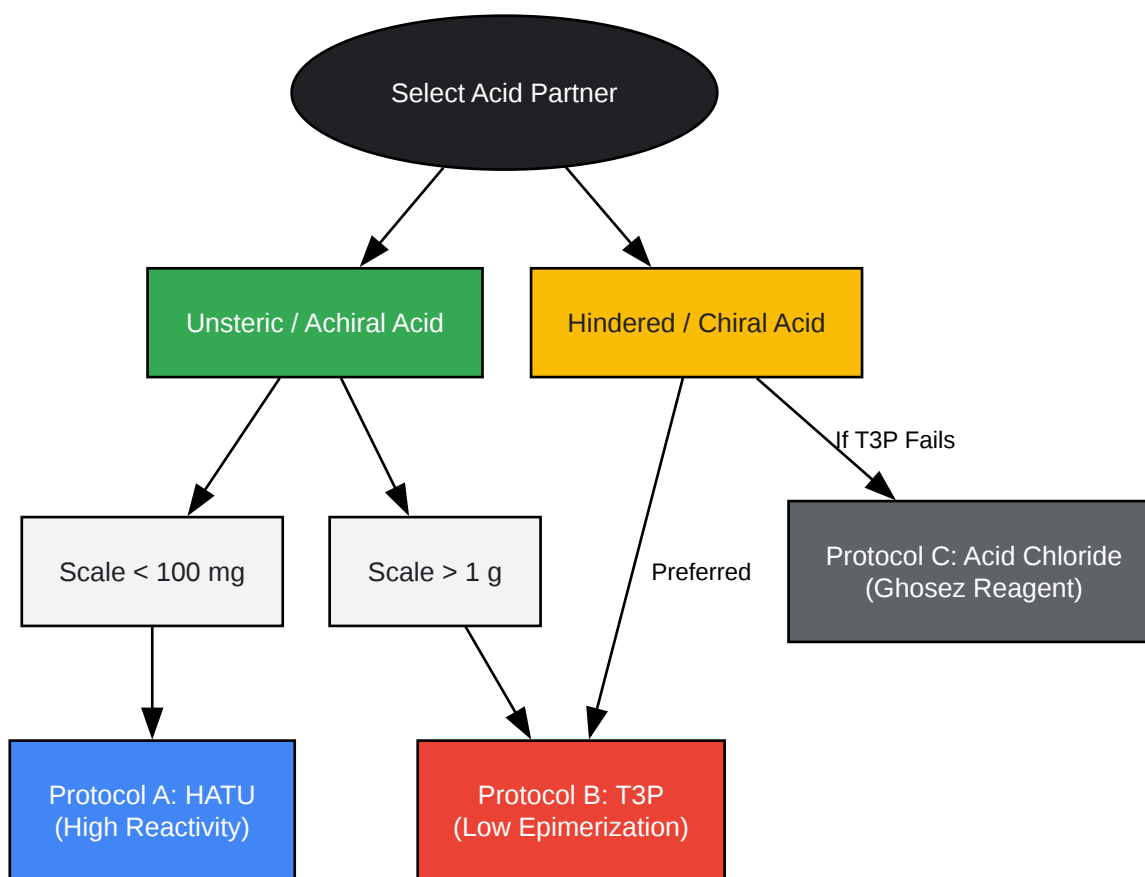 Select Acid Partner
Unsteric / Achiral Acid
Hindered / Chiral Acid
If T3P Fails
Scale < 100 mg
Scale > 1 g
Preferred
Protocol C: Acid Chloride
(Ghosez Reagent)
Protocol A: HATU
(High Reactivity)
Protocol B: T3P
(Low Epimerization)